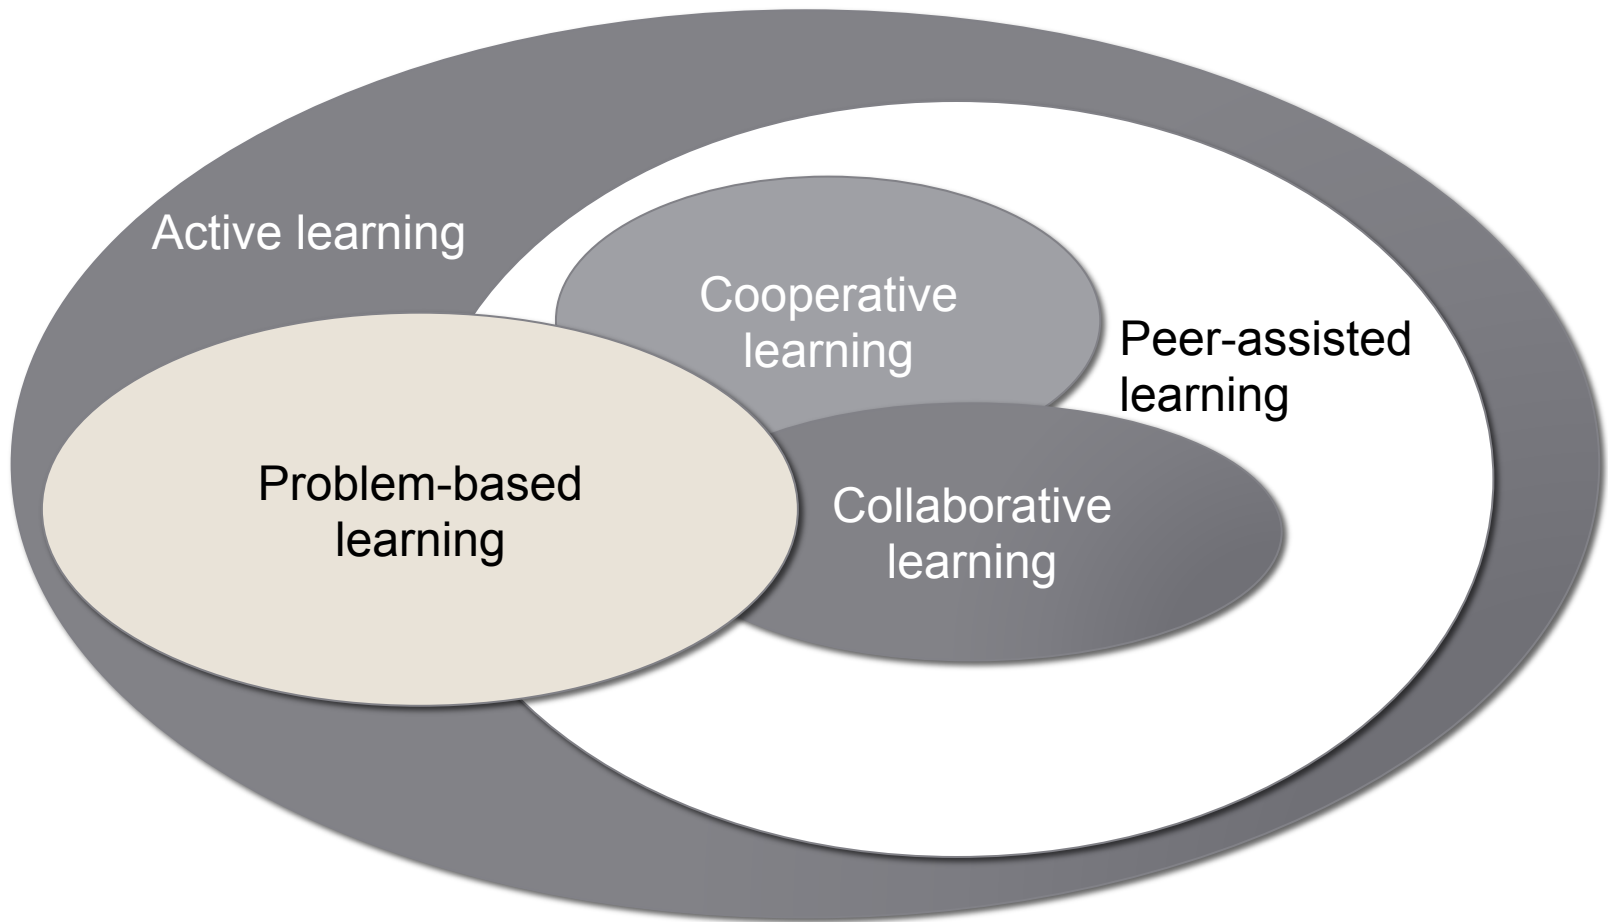 Active learning
Cooperative
learning
Peer-assisted
learning
Problem-based
learning
Collaborative
learning